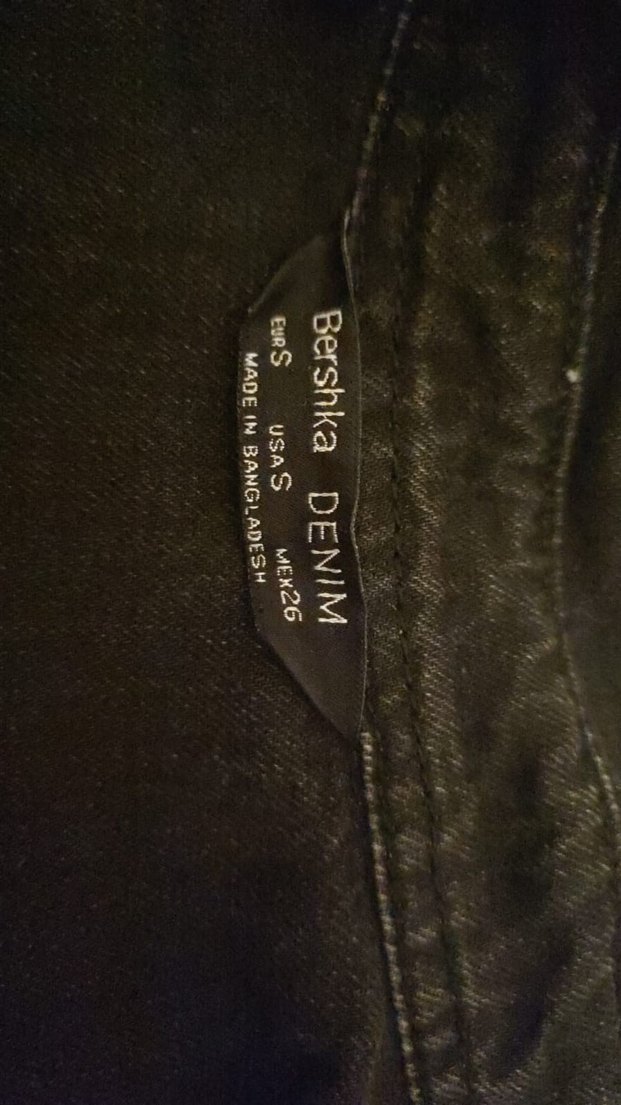 Bershka DENIM
EUR S USA S MEX 26
MADE IN BANGLADESH